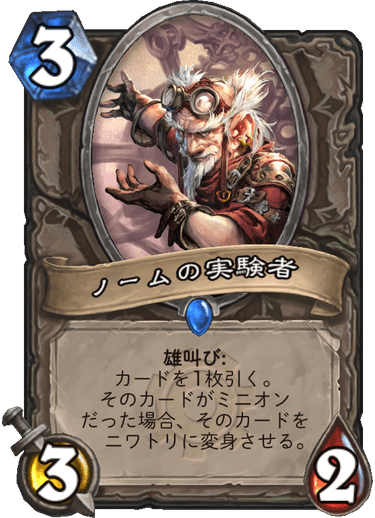 3
ノームの実験者
雄叫び:
カードを1枚引く。
そのカードがミニオン
だった場合、そのカードを
ニワトリに変身させる。
3
2